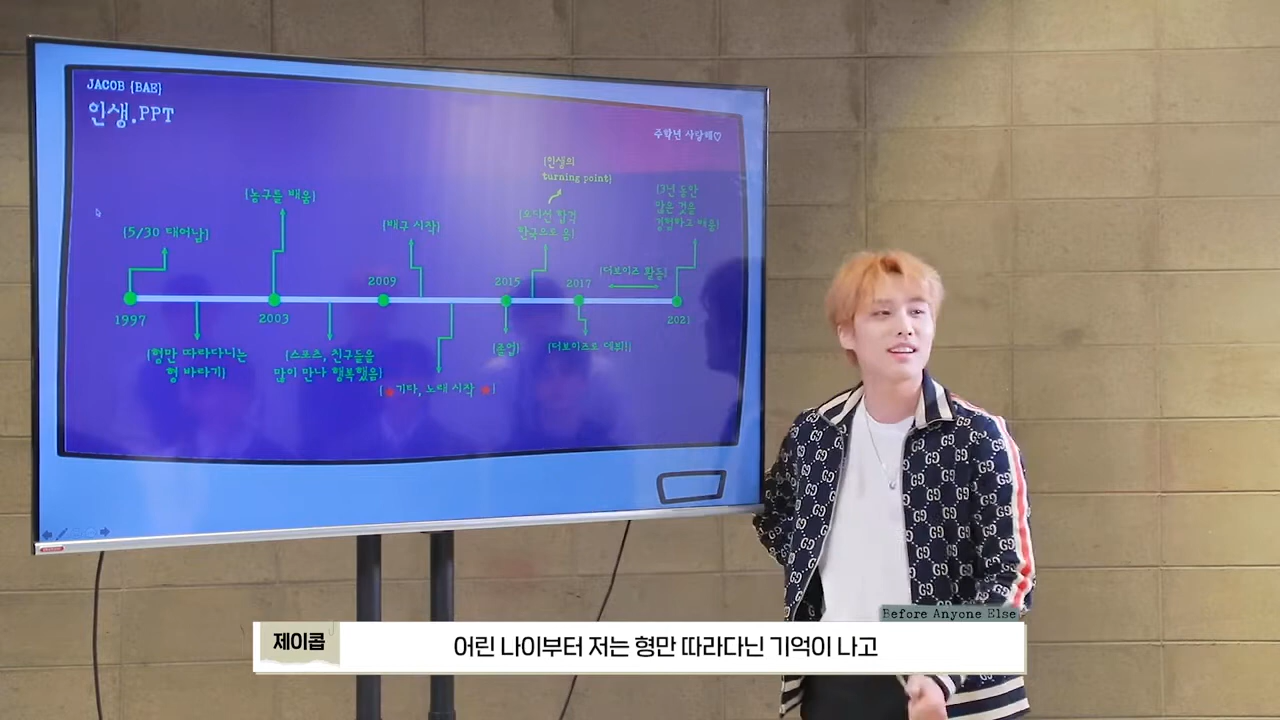 JACOB {BAE}
인생.PPT
주학년 사랑해♡
{인생의
turning point}
{농구를 배움}
{3년 동안
많은 것을
경험하고 배움}
{5/30 태어남}
{배구 시작}
{오디션 합격
한국으로 옴}
{더보이즈 활동}
2009
2015
2017
1997
2003
2021
{형만 따라다니는
형 바라기}
{스포츠, 친구들을
많이 만나 행복했음}
{★기타, 노래 시작 ★}
{졸업}
{더보이즈로 데뷔!}
Before Anyone Else
제이콥
어린 나이부터 저는 형만 따라다닌 기억이 나고